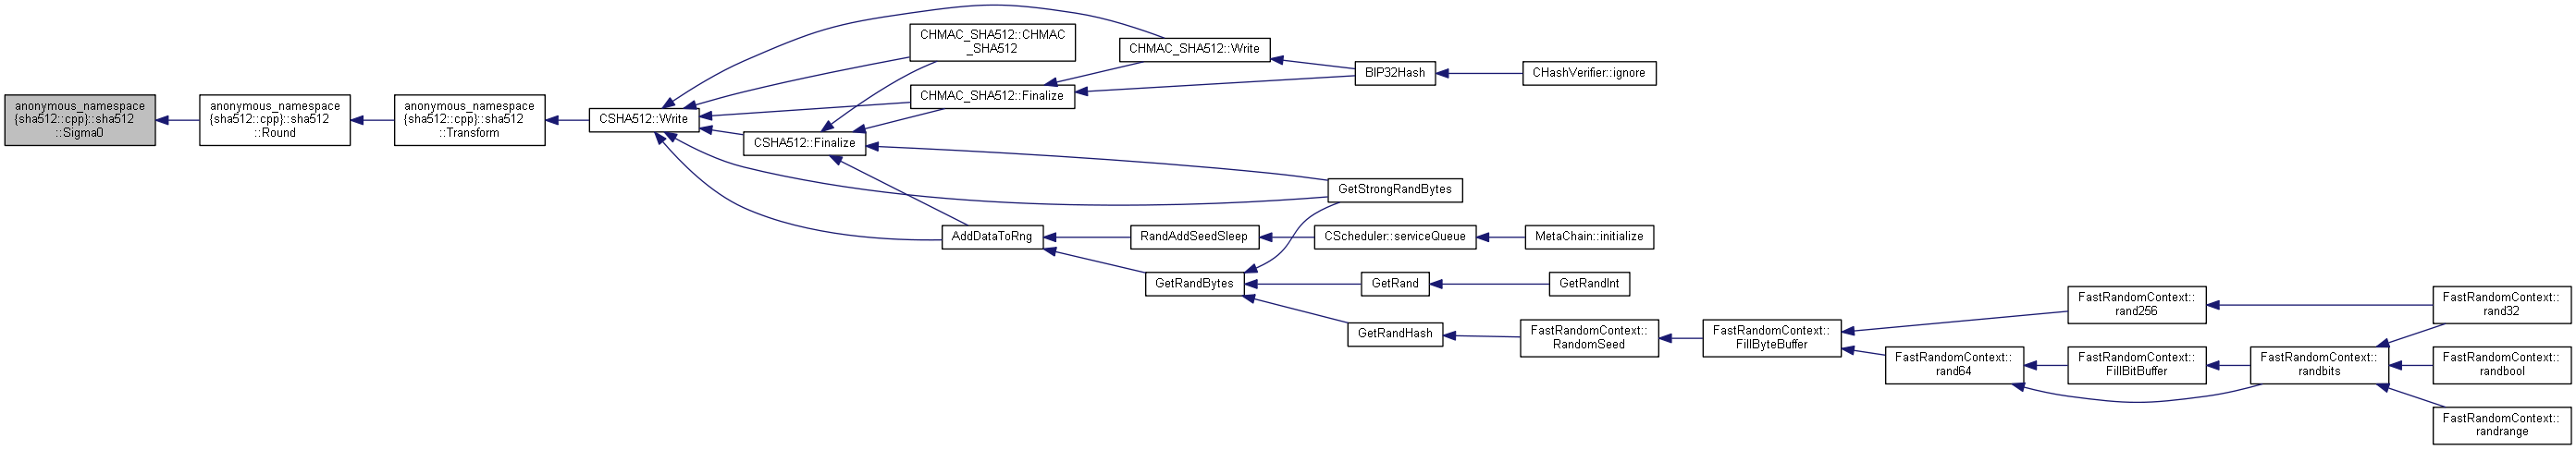 anonymous_namespace
{sha512::cpp}::sha512
::Sigma0
anonymous_namespace
{sha512::cpp}::sha512
::Round
anonymous_namespace
{sha512::cpp}::sha512
::Transform
CSHA512::Write
CHMAC_SHA512::CHMAC
_SHA512
CHMAC_SHA512::Finalize
CSHA512::Finalize
AddDataToRng
CHMAC_SHA512::Write
BIP32Hash
CHashVerifier::ignore
GetStrongRandBytes
RandAddSeedSleep
CScheduler::serviceQueue
MetaChain::initialize
GetRandBytes
GetRand
GetRandInt
GetRandHash
FastRandomContext::
RandomSeed
FastRandomContext::
FillByteBuffer
FastRandomContext::
rand256
FastRandomContext::
rand64
FastRandomContext::
FillBitBuffer
FastRandomContext::
randbits
FastRandomContext::
rand32
FastRandomContext::
randbool
FastRandomContext::
randrange